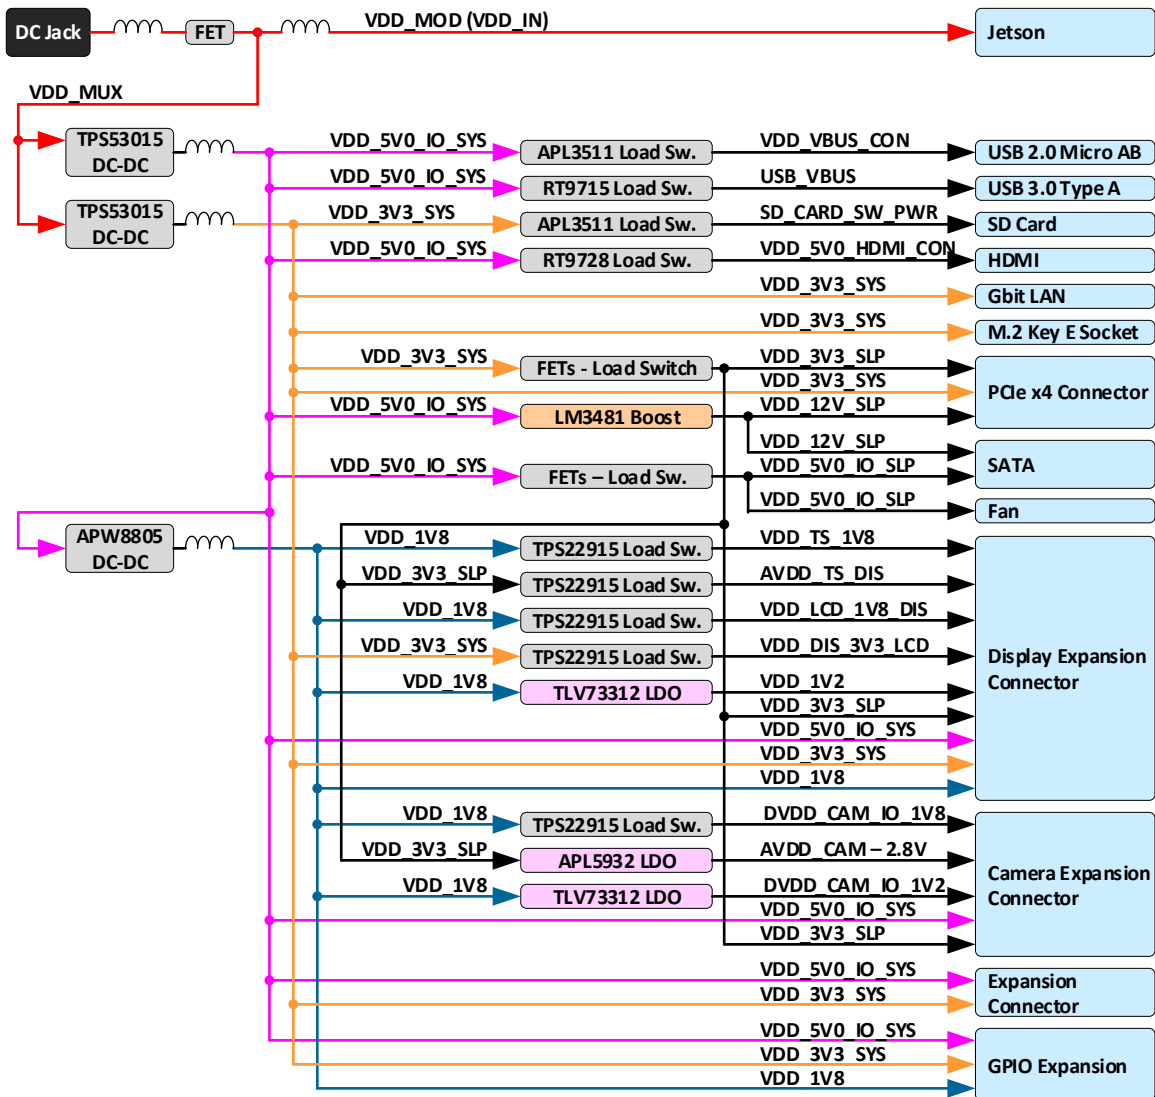 DC Jack
FET
VDD_MOD (VDD_IN)
Jetson
VDD_MUX
TPS53015
DC-DC
VDD_5V0_IO_SYS
APL3511 Load Sw.
VDD_VBUS_CON
USB 2.0 Micro AB
VDD_5V0_IO_SYS
RT9715 Load Sw.
USB_VBUS
USB 3.0 Type A
TPS53015
DC-DC
VDD_3V3_SYS
APL3511 Load Sw.
SD_CARD_SW_PWR
SD Card
VDD_5V0_IO_SYS
RT9728 Load Sw.
VDD_5V0_HDMI_CON
HDMI
VDD_3V3_SYS
Gbit LAN
VDD_3V3_SYS
M.2 Key E Socket
VDD_3V3_SYS
FETs - Load Switch
VDD_3V3_SLP
VDD_3V3_SYS
PCIe x4 Connector
VDD_5V0_IO_SYS
LM3481 Boost
VDD_12V_SLP
VDD_12V_SLP
SATA
VDD_5V0_IO_SYS
FETs – Load Sw.
VDD_5V0_IO_SLP
VDD_5V0_IO_SLP
Fan
APW8805
DC-DC
VDD_1V8
TPS22915 Load Sw.
VDD_TS_1V8
VDD_3V3_SLP
TPS22915 Load Sw.
AVDD_TS_DIS
VDD_1V8
TPS22915 Load Sw.
VDD_LCD_1V8_DIS
VDD_3V3_SYS
TPS22915 Load Sw.
VDD_DIS_3V3_LCD
Display Expansion
Connector
VDD_1V8
TLV73312 LDO
VDD_1V2
VDD_3V3_SLP
VDD_5V0_IO_SYS
VDD_3V3_SYS
VDD_1V8
VDD_1V8
TPS22915 Load Sw.
DVDD_CAM_IO_1V8
VDD_3V3_SLP
APL5932 LDO
AVDD_CAM – 2.8V
Camera Expansion
Connector
VDD_1V8
TLV73312 LDO
DVDD_CAM_IO_1V2
VDD_5V0_IO_SYS
VDD_3V3_SLP
VDD_5V0_IO_SYS
VDD_3V3_SYS
Expansion
Connector
VDD_5V0_IO_SYS
VDD_3V3_SYS
VDD_1V8
GPIO Expansion